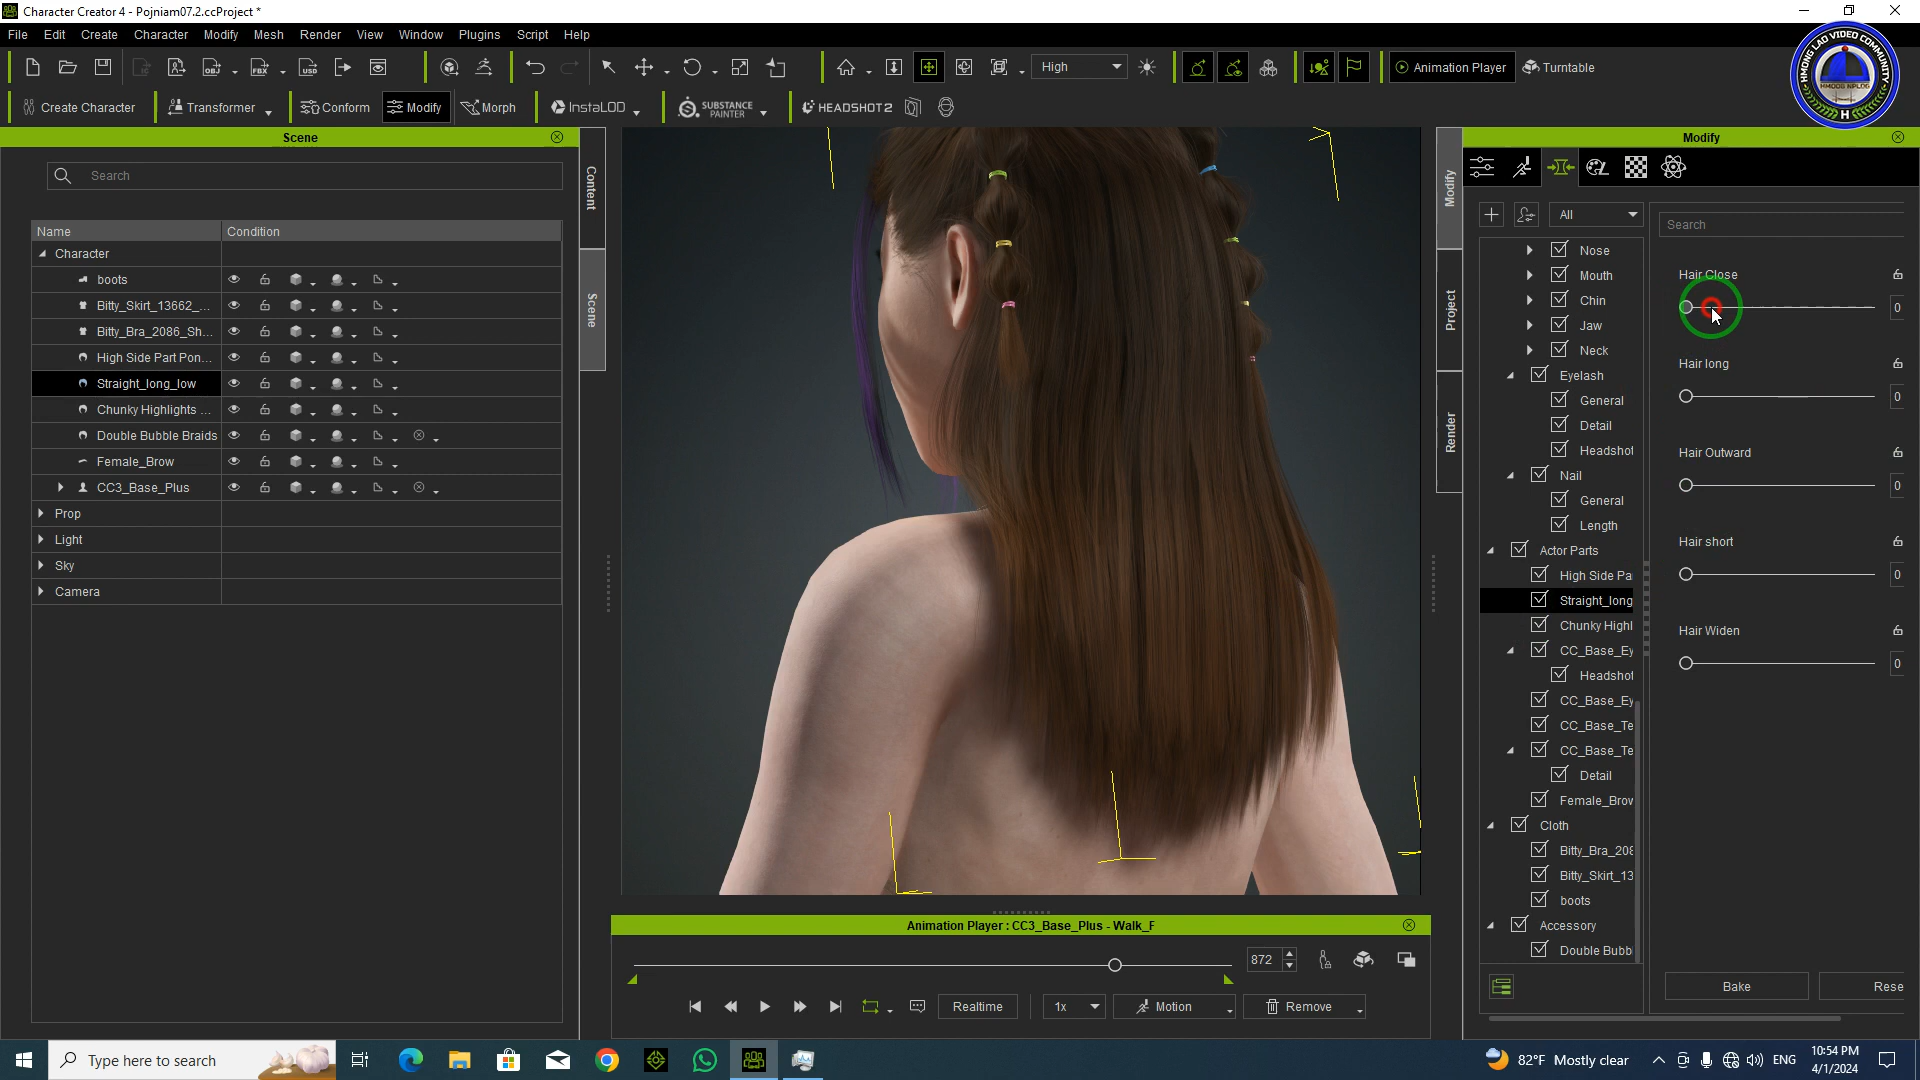 Character Creator 4 - Pojniam07.2.ccProject *
File Edit Create Character Modify Mesh Render View Window Plugins Script Help
High
Animation Player
Turntable
HMONG LAO VIDEO COMMUNITY
H
Create Character
Transformer
Conform
Modify
Morph
InstaLOD
SUBSTANCE PAINTER
HEADSHOT 2
Scene
Search
Name Condition
Character
boots
Bitty_Skirt_13662_...
Bitty_Bra_2086_Sh...
High Side Part Pon...
Straight_long_low
Chunky Highlights ...
Double Bubble Braids
Female_Brow
CC3_Base_Plus
Prop
Light
Sky
Camera
Content
Scene
Modify
Project
Render
Modify
All
Search
Nose
Mouth
Chin
Jaw
Neck
Eyelash
General
Detail
Headshot
Nail
General
Length
Actor Parts
High Side Pa
Straight_long
Chunky Highl
CC_Base_Ey
Headshot
CC_Base_Ey
CC_Base_Te
CC_Base_Te
Detail
Female_Brow
Cloth
Bitty_Bra_208
Bitty_Skirt_13
boots
Accessory
Double Bubb
Hair Close
0
Hair long
0
Hair Outward
0
Hair short
0
Hair Widen
0
Bake
Rese
Animation Player : CC3_Base_Plus - Walk_F
872
Realtime
1x
Motion
Remove
Type here to search
82°F Mostly clear
ENG
10:54 PM
4/1/2024